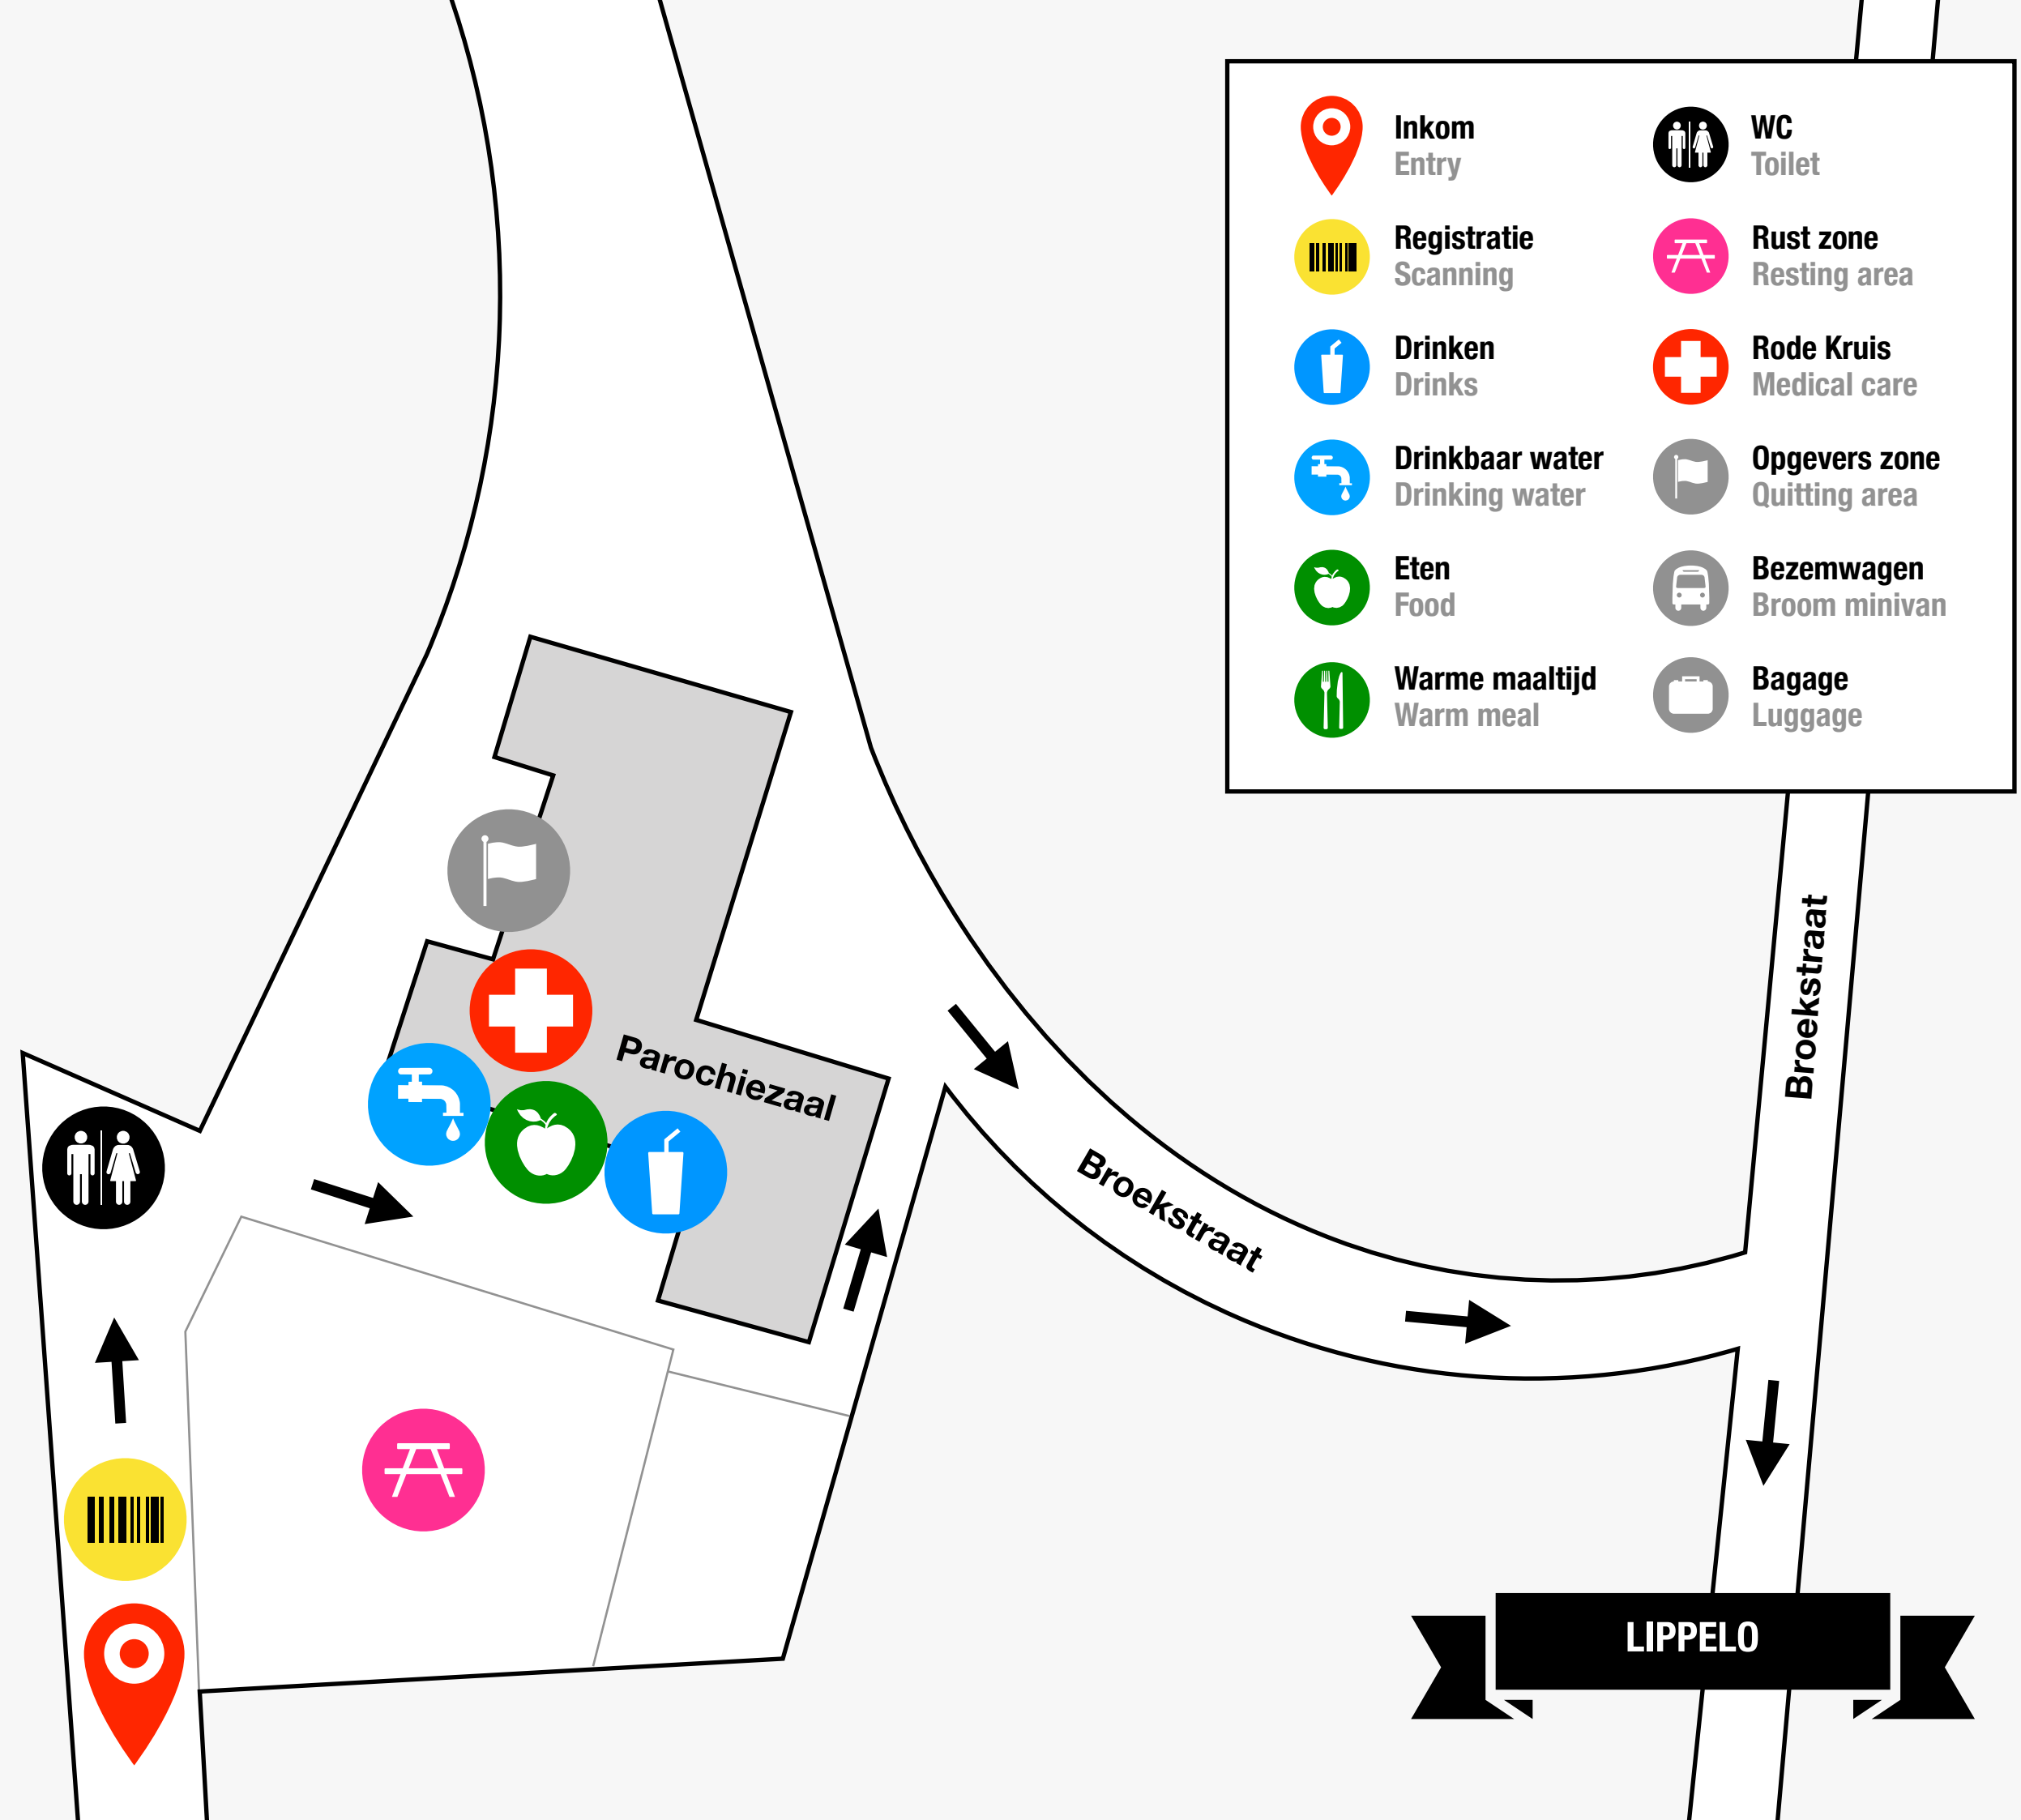 Inkom
Entry
Registratie
Scanning
Drinken
Drinks
Drinkbaar water
Drinking water
Eten
Food
Warme maaltijd
Warm meal
WC
Toilet
Rust zone
Resting area
Rode Kruis
Medical care
Opgevers zone
Quitting area
Bezemwagen
Broom minivan
Bagage
Luggage
Parochiezaal
Broekstraat
Broekstraat
LIPPELO